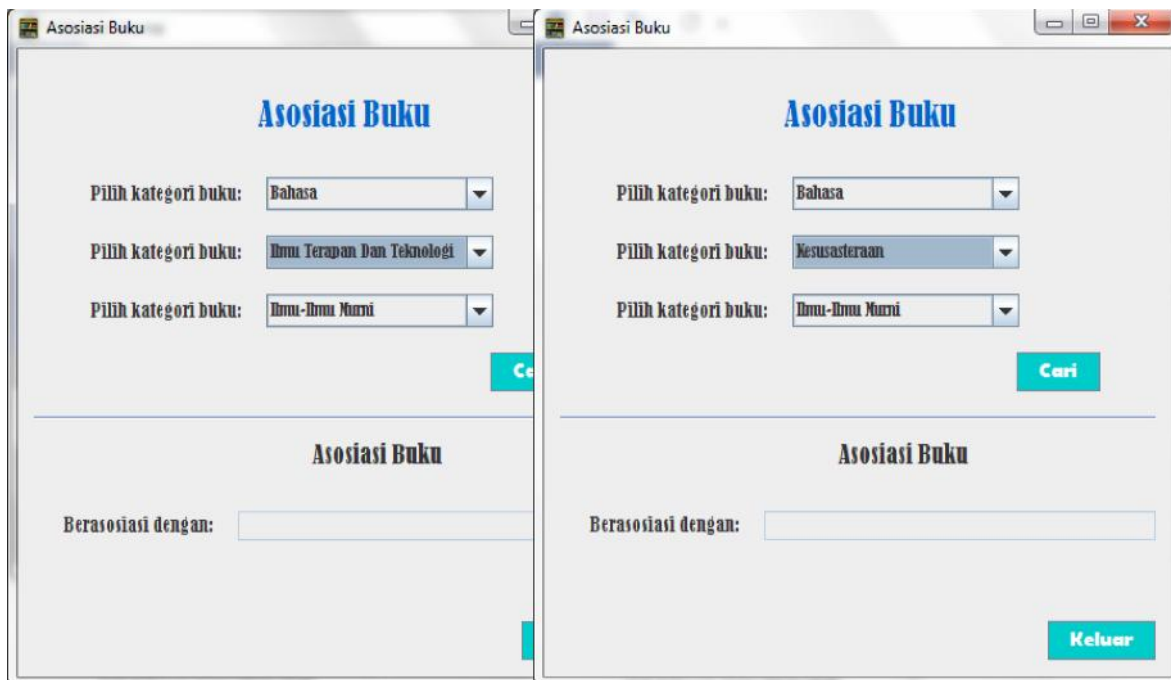 Asosiasi Buku
Asosiasi Buku
Pilih kategori buku: Bahasa
Pilih kategori buku: Ilmu Terapan Dan Teknologi
Pilih kategori buku: Ilmu-Ilmu Murni
Asosiasi Buku
Berasosiasi dengan:
Asosiasi Buku
Asosiasi Buku
Pilih kategori buku: Bahasa
Pilih kategori buku: Kesusasteraan
Pilih kategori buku: Ilmu-Ilmu Murni
Cari
Asosiasi Buku
Berasosiasi dengan:
Keluar